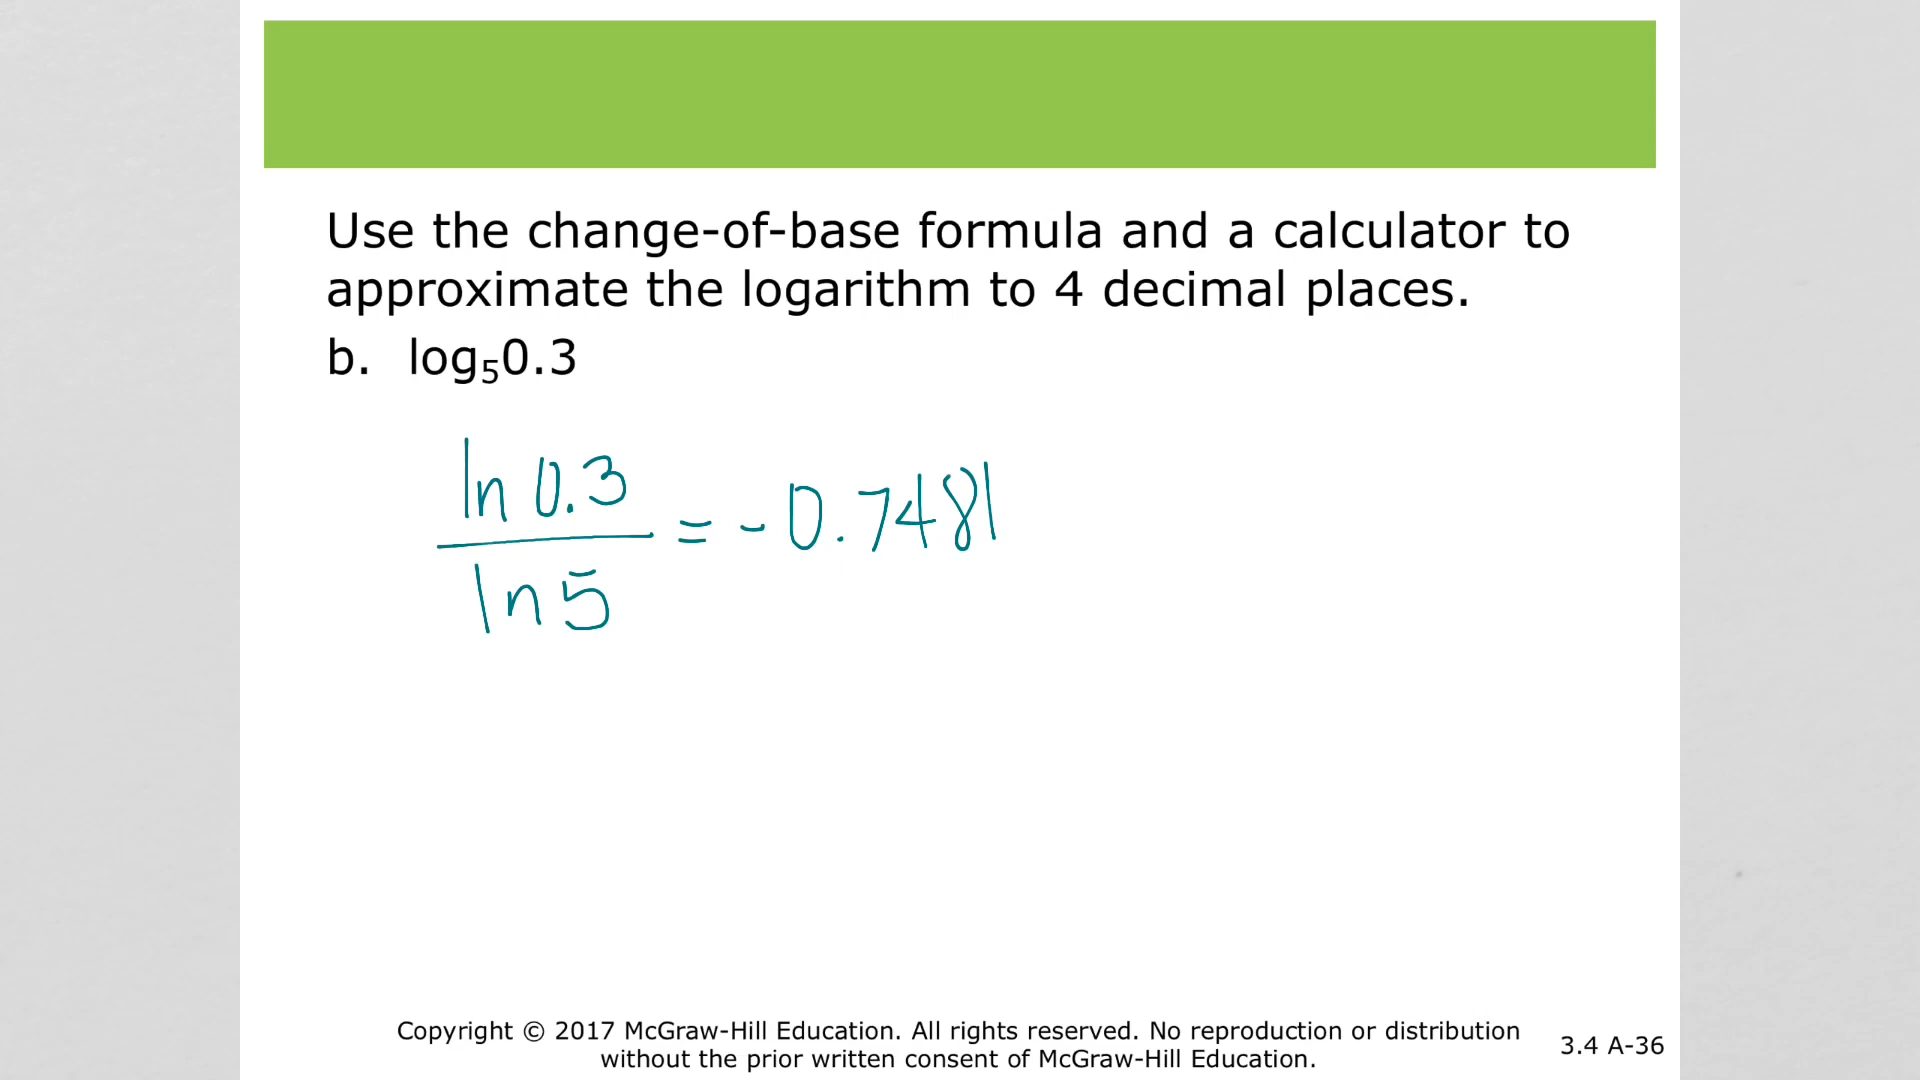 Use the change-of-base formula and a calculator to
approximate the logarithm to 4 decimal places.
b. log₅0.3
ln 0.3
= -0.7481
ln 5
Copyright © 2017 McGraw-Hill Education. All rights reserved. No reproduction or distribution
without the prior written consent of McGraw-Hill Education.
3.4 A-36